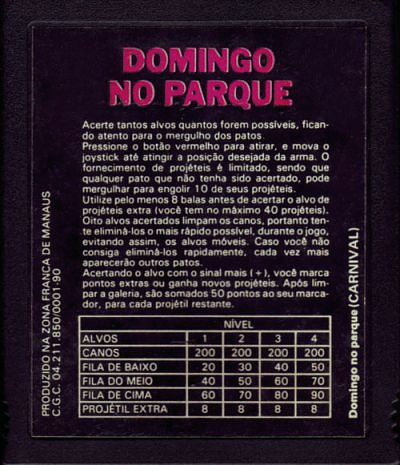 DOMINGO
NO PARQUE
Acerte tantos alvos quantos forem possíveis, fican-
do atento para o mergulho dos patos.
Pressione o botão vermelho para atirar, e mova o
joystick até atingir a posição desejada da arma. O
fornecimento de projéteis é limitado, sendo que
qualquer pato que não tenha sido acertado, pode
mergulhar para engolir 10 de seus projéteis.
Utilize pelo menos 8 balas antes de acertar o alvo de
projéteis extra (você tem no máximo 40 projéteis).
Oito alvos acertados limpam os canos, portanto ten-
te eliminá-los o mais rápido possível, durante o jogo,
evitando assim, os alvos móveis. Caso você não
consiga eliminá-los rapidamente, cada vez mais
aparecerão outros patos.
Acertando o alvo com o sinal mais (+), você marca
pontos extras ou ganha novos projéteis. Após lim-
par a galeria, são somados 50 pontos ao seu marca-
dor, para cada projétil restante.
NÍVEL
ALVOS 1 2 3 4
CANOS 200 200 200 200
FILA DE BAIXO 20 30 40 50
FILA DO MEIO 40 50 60 70
FILA DE CIMA 60 70 80 90
PROJÉTIL EXTRA 8 8 8 8
PRODUZIDO NA ZONA FRANCA DE MANAUS
C.G.C. 04.211.850/0001-90
Domingo no parque (CARNIVAL)